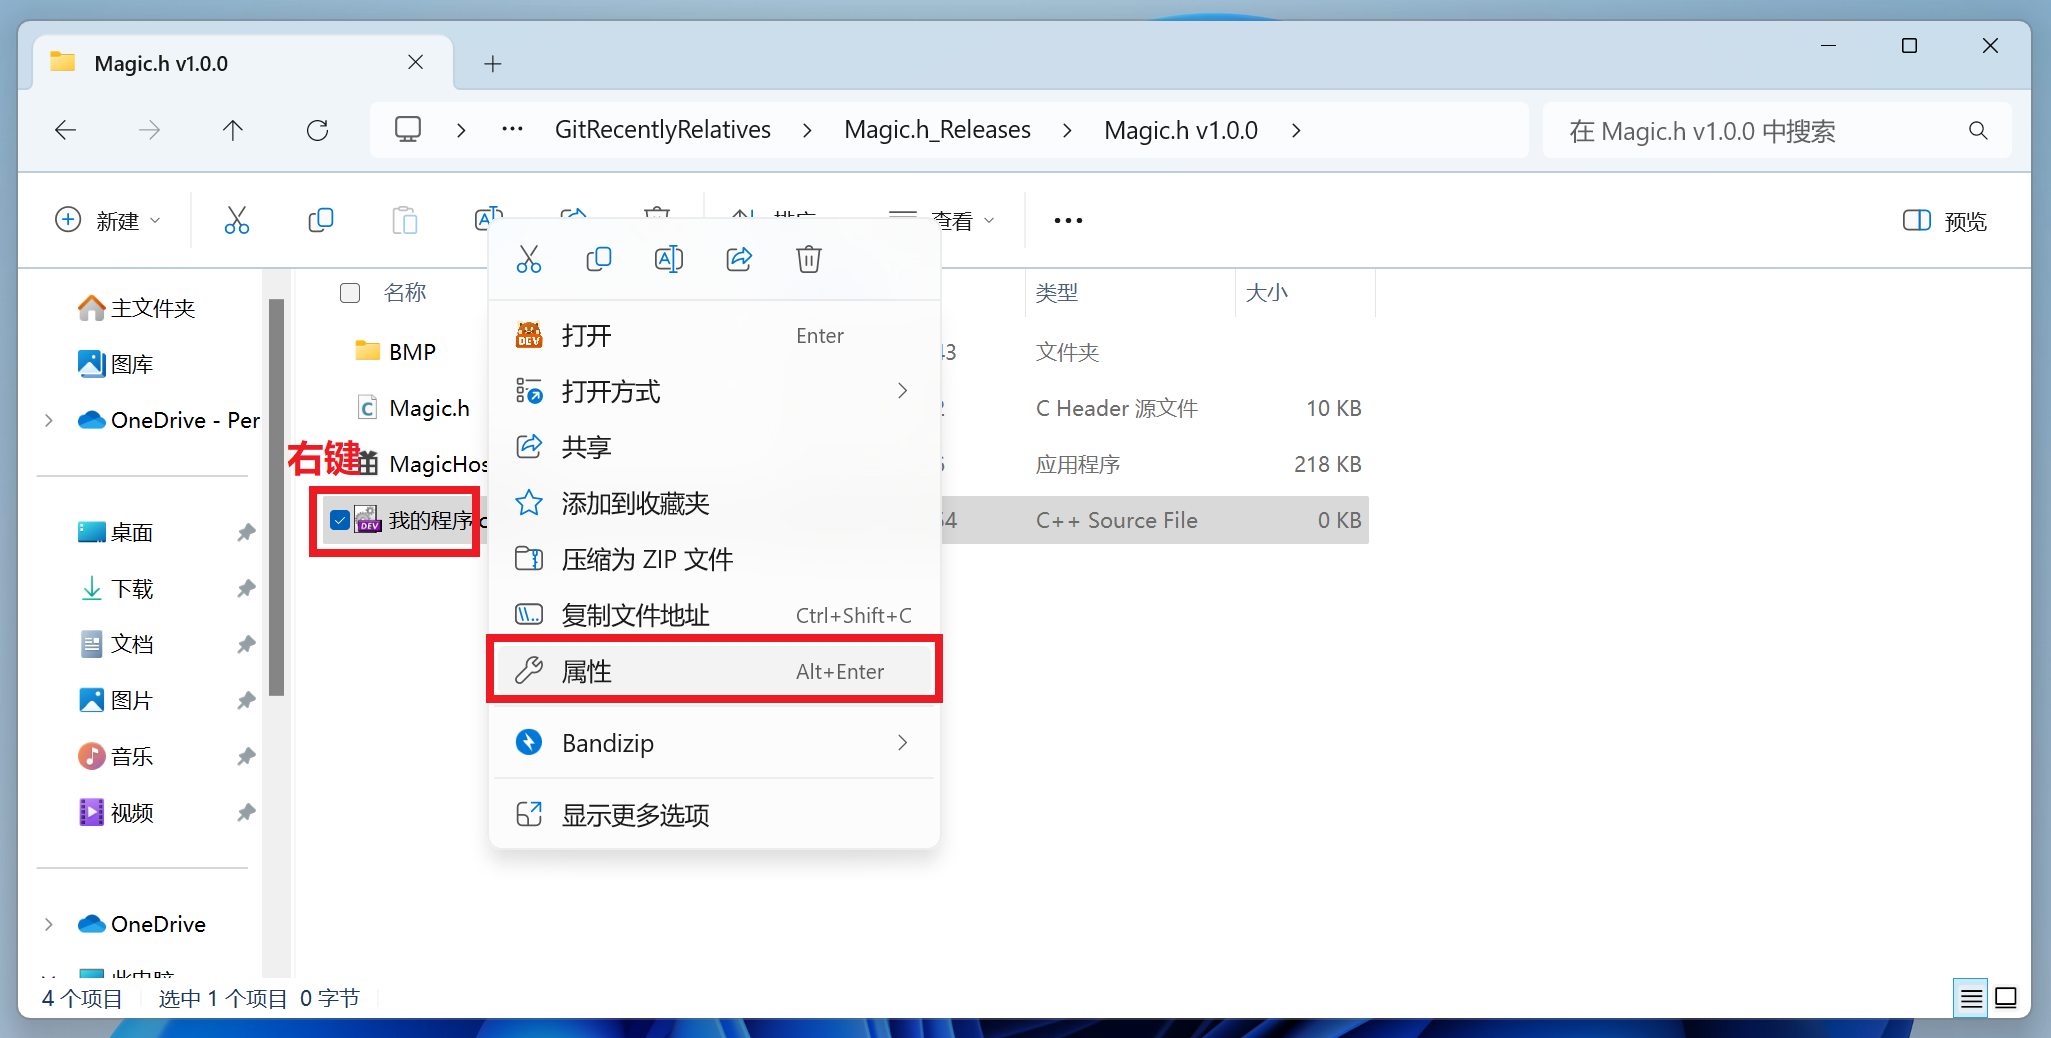 Magic.h v1.0.0
GitRecentlyRelatives
Magic.h_Releases
Magic.h v1.0.0
在 Magic.h v1.0.0 中搜索
新建
排序
查看
预览
主文件夹
图库
OneDrive - Per
桌面
下载
文档
图片
音乐
视频
OneDrive
此电脑
名称
类型
大小
BMP
文件夹
Magic.h
C Header 源文件
10 KB
右键
MagicHos
应用程序
218 KB
我的程序
C++ Source File
0 KB
打开
Enter
打开方式
共享
添加到收藏夹
压缩为 ZIP 文件
复制文件地址
Ctrl+Shift+C
属性
Alt+Enter
Bandizip
显示更多选项
4 个项目
选中 1 个项目 0 字节